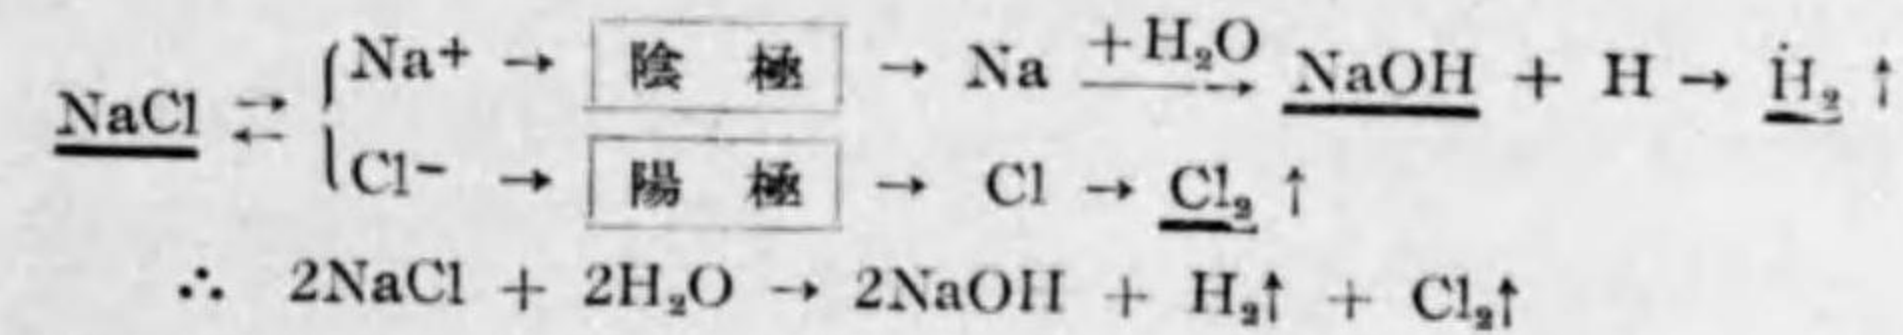 NaCl ⇄ { Na⁺ → 陰 極 → Na +H₂O → NaOH + H → H₂ ↑
Cl⁻ → 陽 極 → Cl → Cl₂ ↑
∴ 2NaCl + 2H₂O → 2NaOH + H₂↑ + Cl₂↑